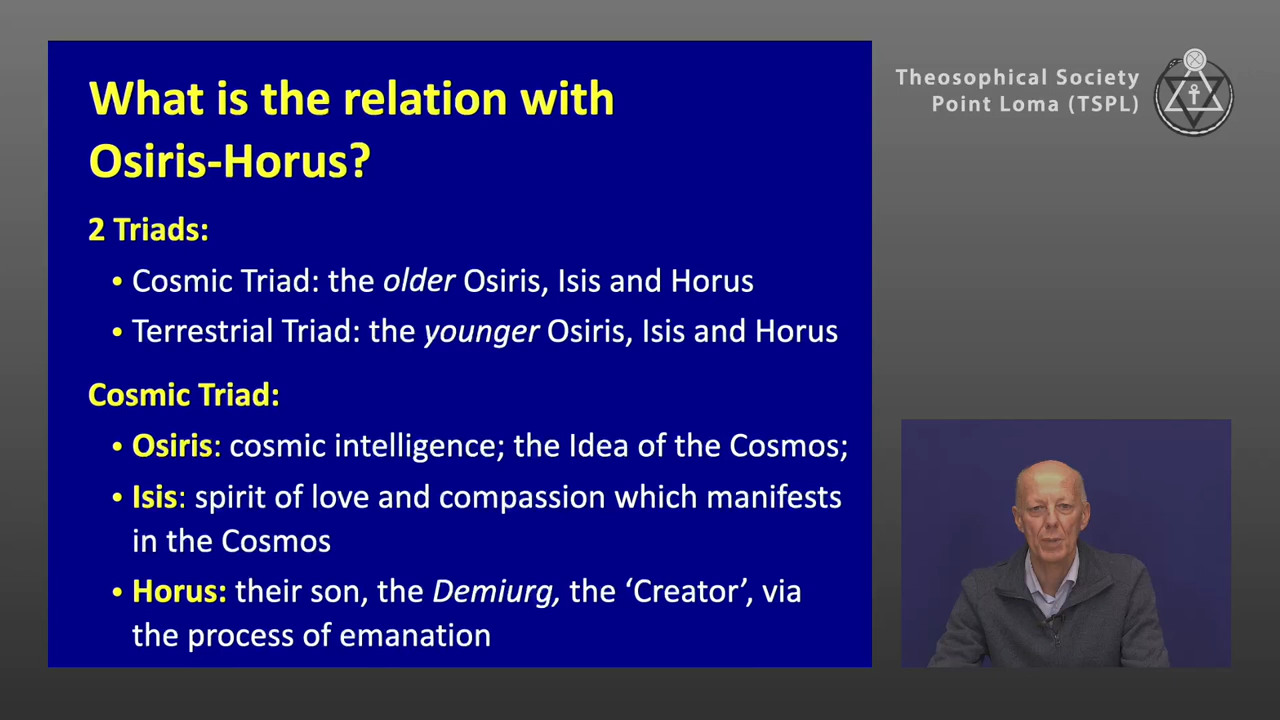 What is the relation with
Osiris-Horus?
2 Triads:
• Cosmic Triad: the older Osiris, Isis and Horus
• Terrestrial Triad: the younger Osiris, Isis and Horus
Cosmic Triad:
• Osiris: cosmic intelligence; the Idea of the Cosmos;
• Isis: spirit of love and compassion which manifests
in the Cosmos
• Horus: their son, the Demiurg, the ‘Creator’, via
the process of emanation
Theosophical Society
Point Loma (TSPL)